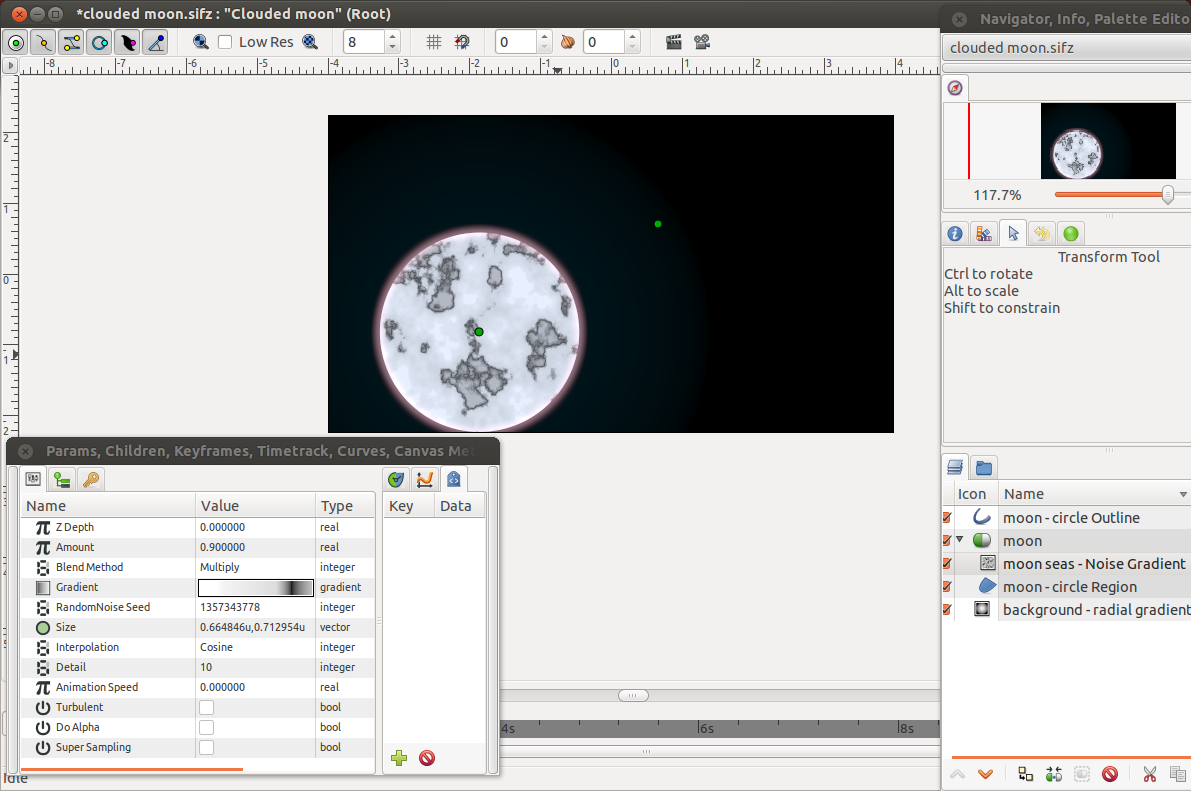 *clouded moon.sifz : "Clouded moon" (Root)
Navigator, Info, Palette Edito
Low Res
8
0
0
clouded moon.sifz
-8 -7 -6 -5 -4 -3 -2 -1 0 1 2 3 4
2
1
0
1
2
117.7%
Transform Tool
Ctrl to rotate
Alt to scale
Shift to constrain
Params, Children, Keyframes, Timetrack, Curves, Canvas Me
Name Value Type
Key Data
Z Depth 0.000000 real
Amount 0.900000 real
Blend Method Multiply integer
Gradient gradient
RandomNoise Seed 1357343778 integer
Size 0.664846u,0.712954u vector
Interpolation Cosine integer
Detail 10 integer
Animation Speed 0.000000 real
Turbulent bool
Do Alpha bool
Super Sampling bool
Icon Name
moon - circle Outline
moon
moon seas - Noise Gradient
moon - circle Region
background - radial gradient
4s 6s 8s
Idle